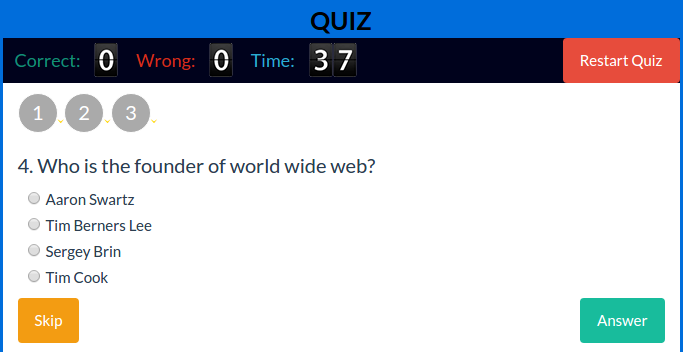 QUIZ
Correct: 0 Wrong: 0 Time: 37 Restart Quiz
1 2 3
4. Who is the founder of world wide web?
Aaron Swartz
Tim Berners Lee
Sergey Brin
Tim Cook
Skip Answer